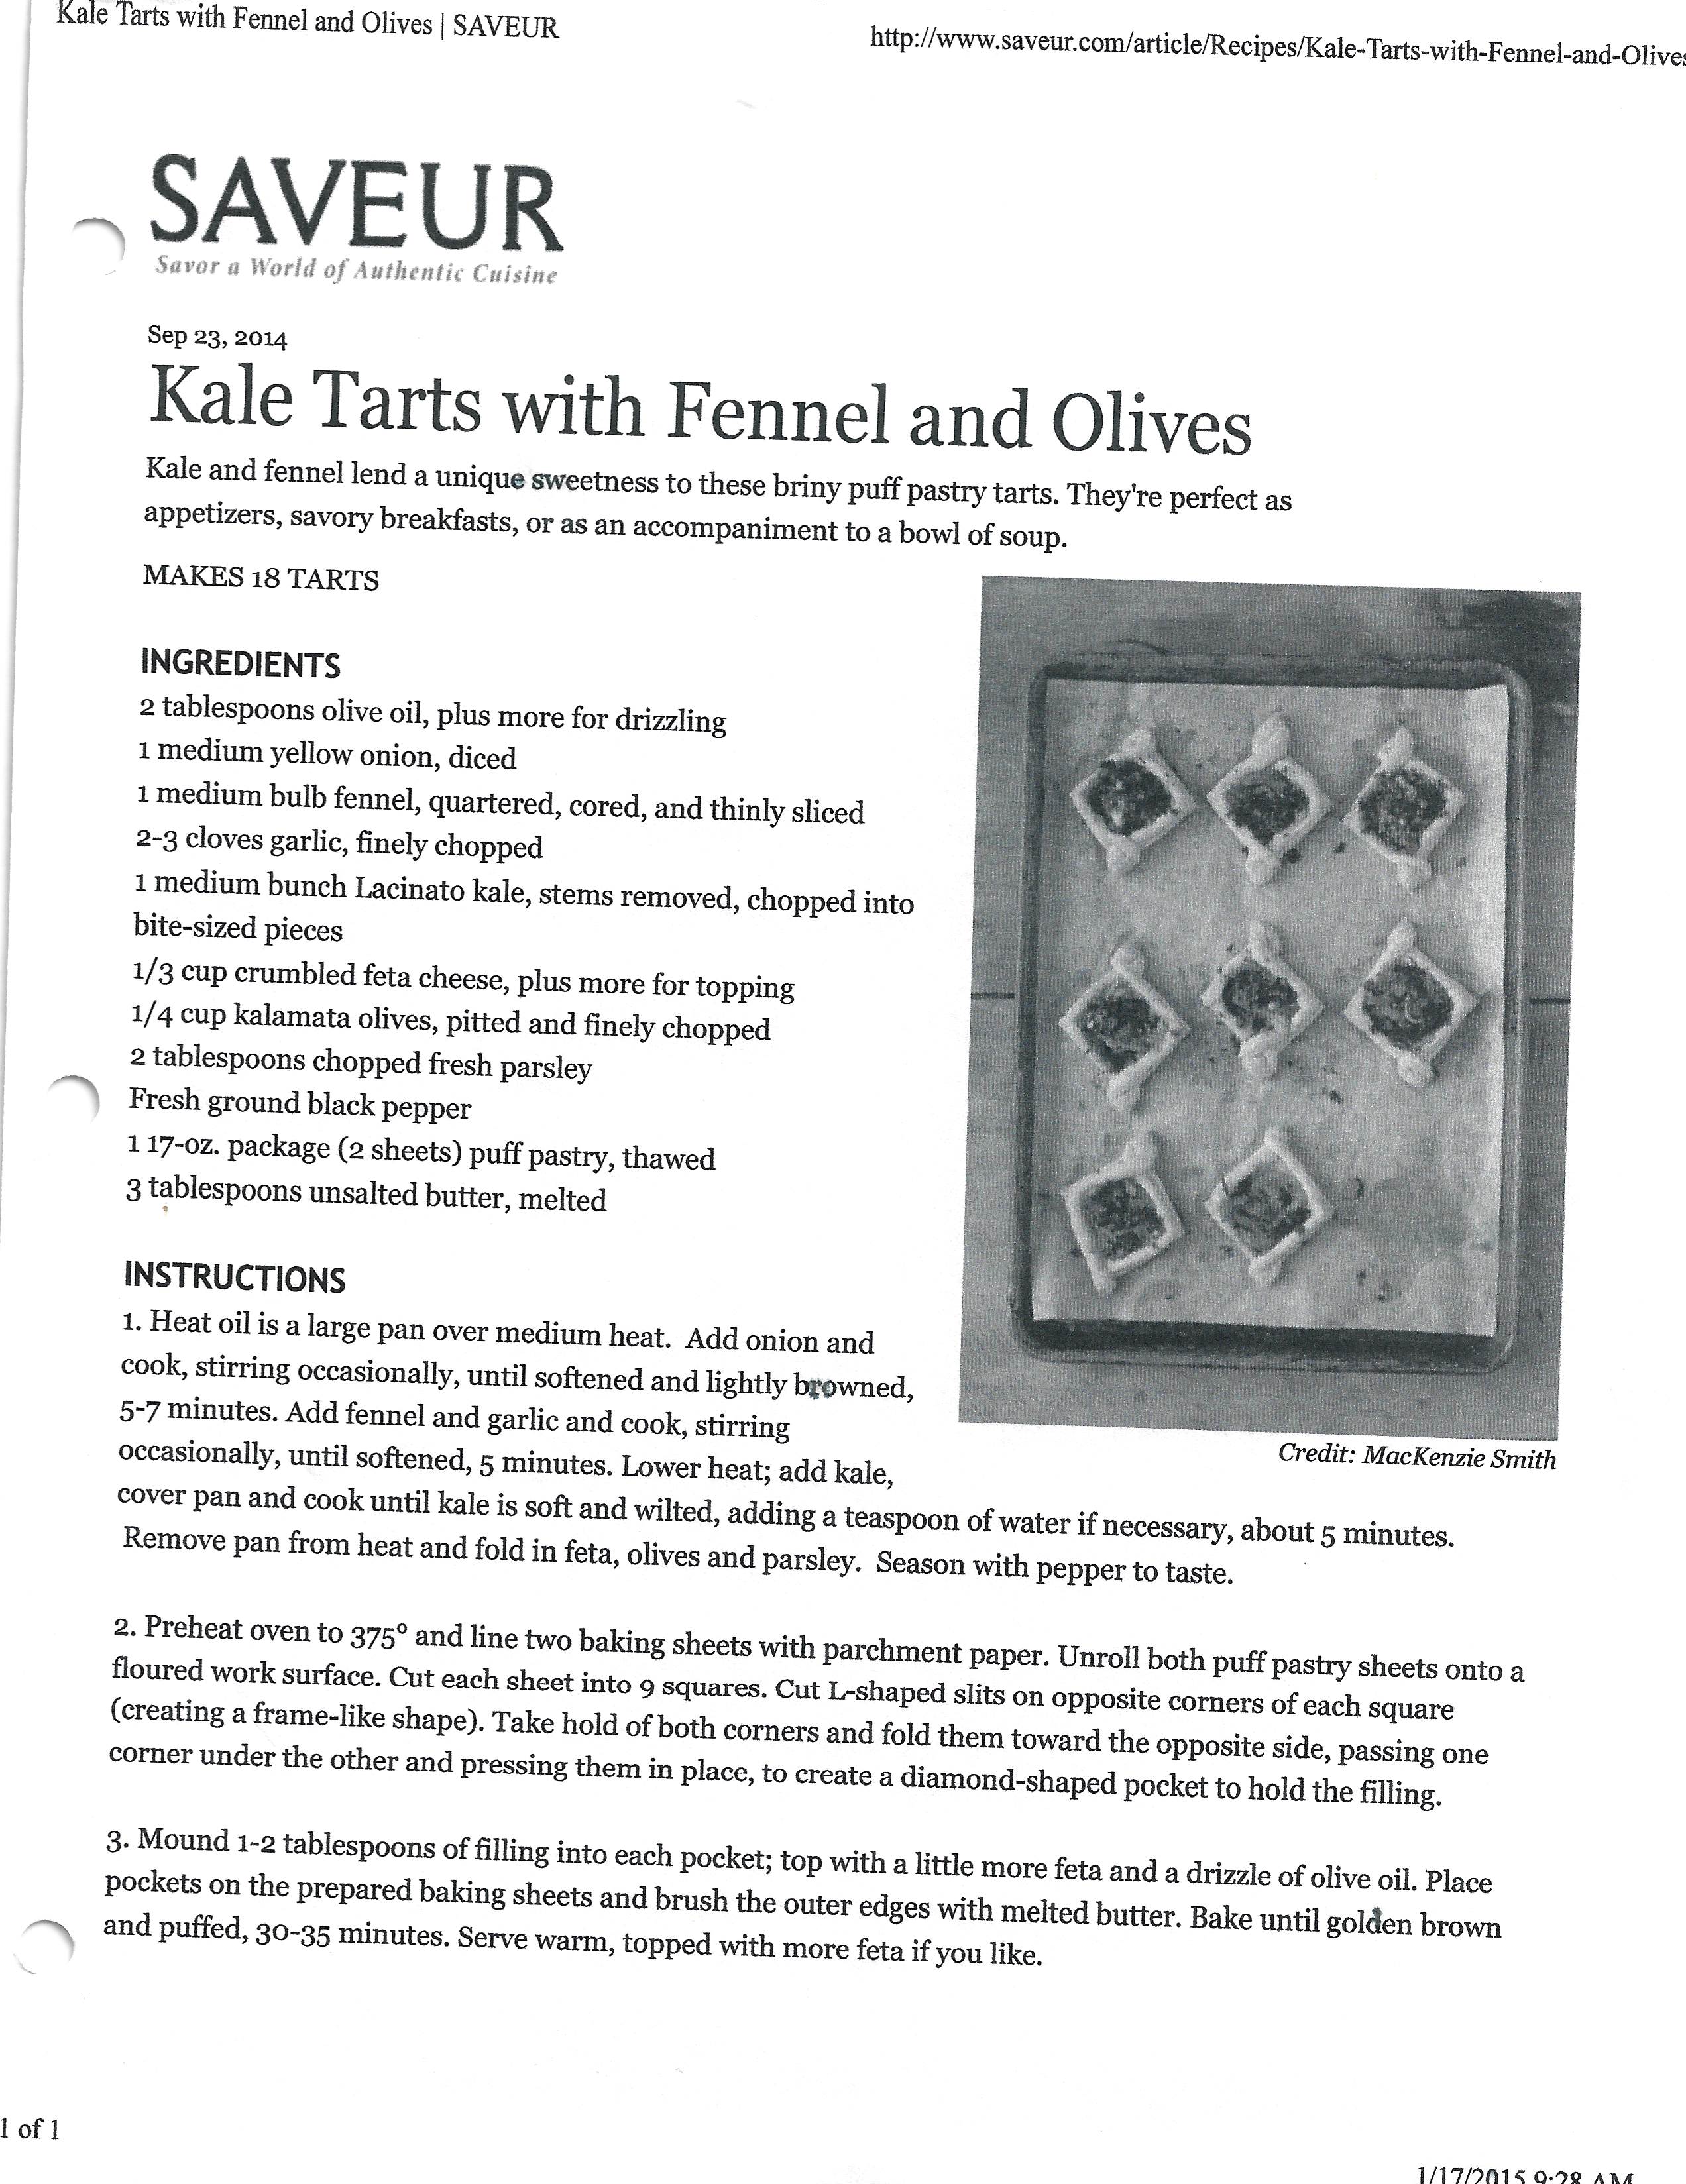 Kale Tarts with Fennel and Olives | SAVEUR
http://www.saveur.com/article/Recipes/Kale-Tarts-with-Fennel-and-Olives
SAVEUR
Savor a World of Authentic Cuisine
Sep 23, 2014
Kale Tarts with Fennel and Olives
Kale and fennel lend a unique sweetness to these briny puff pastry tarts. They're perfect as
appetizers, savory breakfasts, or as an accompaniment to a bowl of soup.
MAKES 18 TARTS
INGREDIENTS
2 tablespoons olive oil, plus more for drizzling
1 medium yellow onion, diced
1 medium bulb fennel, quartered, cored, and thinly sliced
2-3 cloves garlic, finely chopped
1 medium bunch Lacinato kale, stems removed, chopped into
bite-sized pieces
1/3 cup crumbled feta cheese, plus more for topping
1/4 cup kalamata olives, pitted and finely chopped
2 tablespoons chopped fresh parsley
Fresh ground black pepper
1 17-oz. package (2 sheets) puff pastry, thawed
3 tablespoons unsalted butter, melted
INSTRUCTIONS
1. Heat oil is a large pan over medium heat.  Add onion and
cook, stirring occasionally, until softened and lightly browned,
5-7 minutes. Add fennel and garlic and cook, stirring
occasionally, until softened, 5 minutes. Lower heat; add kale,
cover pan and cook until kale is soft and wilted, adding a teaspoon of water if necessary, about 5 minutes.
Remove pan from heat and fold in feta, olives and parsley.  Season with pepper to taste.
Credit: MacKenzie Smith
2. Preheat oven to 375° and line two baking sheets with parchment paper. Unroll both puff pastry sheets onto a
floured work surface. Cut each sheet into 9 squares. Cut L-shaped slits on opposite corners of each square
(creating a frame-like shape). Take hold of both corners and fold them toward the opposite side, passing one
corner under the other and pressing them in place, to create a diamond-shaped pocket to hold the filling.
3. Mound 1-2 tablespoons of filling into each pocket; top with a little more feta and a drizzle of olive oil. Place
pockets on the prepared baking sheets and brush the outer edges with melted butter. Bake until golden brown
and puffed, 30-35 minutes. Serve warm, topped with more feta if you like.
1 of 1
1/17/2015 9:28 AM